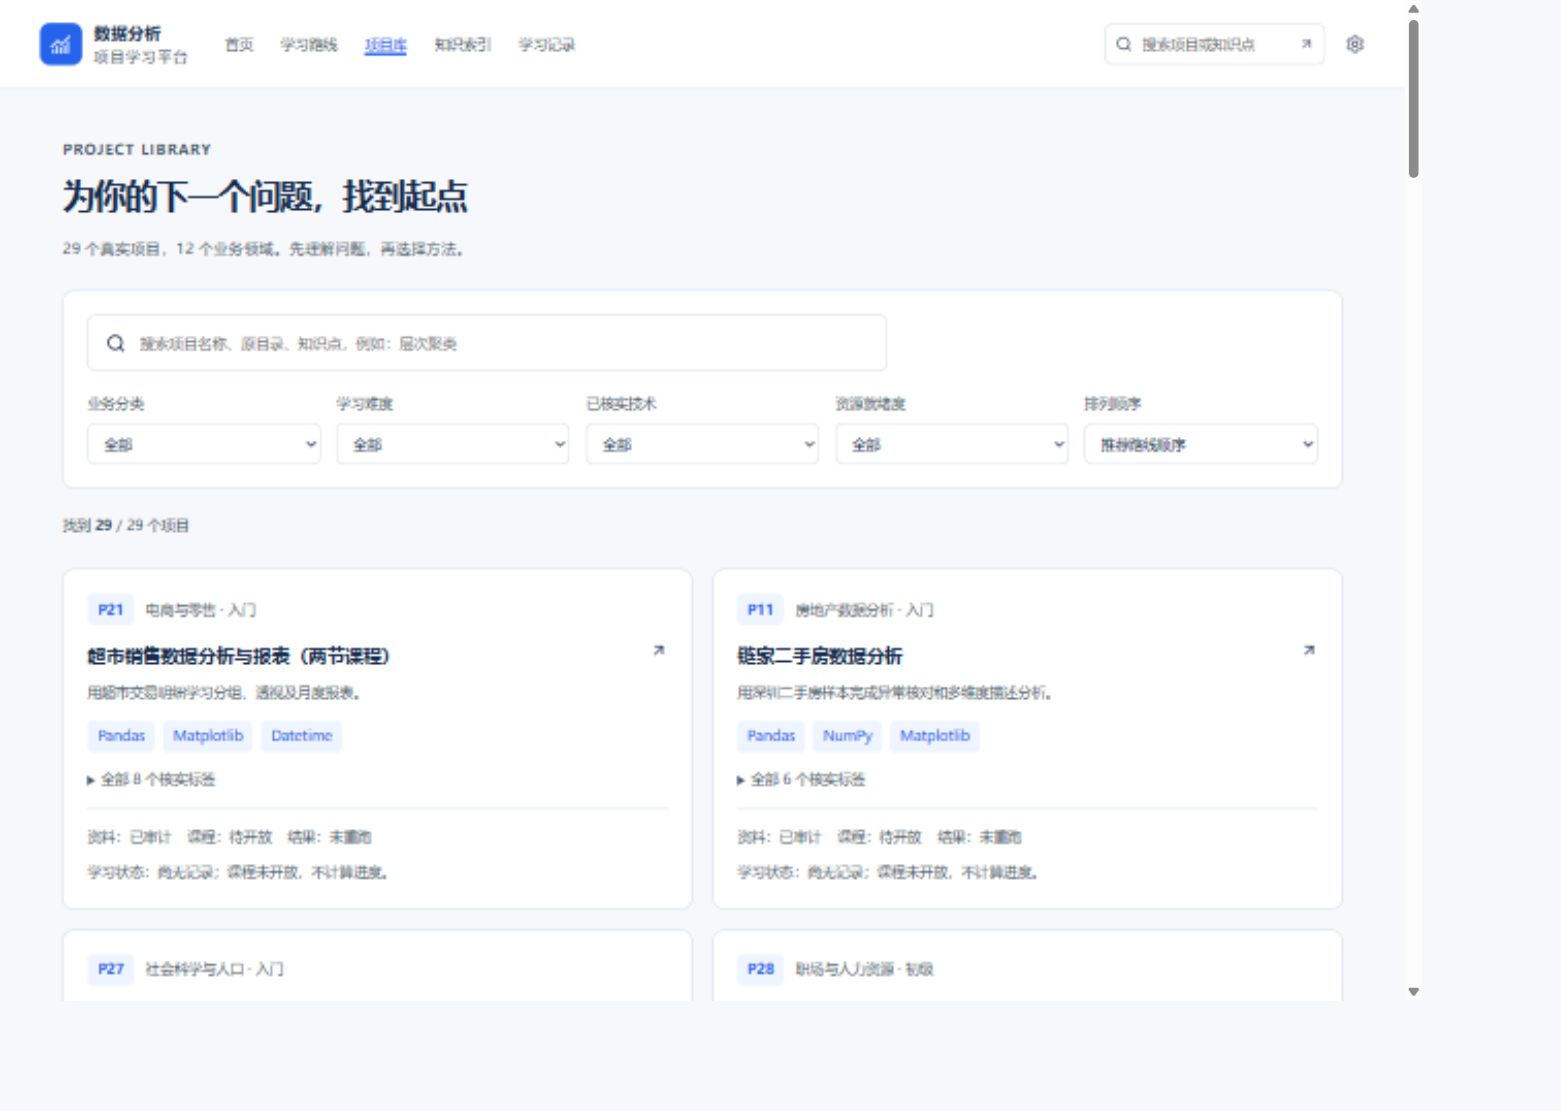 数据分析
项目学习平台
首页 学习路线 项目库 知识索引 学习记录
搜索项目或知识点
PROJECT LIBRARY
为你的下一个问题，找到起点
29 个真实项目，12 个业务领域。先理解问题，再选择方法。
搜索项目名称、原目录、知识点，例如：层次聚类
业务分类 学习难度 已核实技术 资源就绪度 排列顺序
全部 全部 全部 全部 推荐路线顺序
找到 29 / 29 个项目
P21 电商与零售 · 入门
超市销售数据分析与报表（两节课程）
用超市交易明细学习分组、透视及月度报表。
Pandas Matplotlib Datetime
全部 8 个核实标签
资料：已审计 课程：待开放 结果：未重跑
学习状态：尚无记录；课程未开放，不计算进度。
P11 房地产数据分析 · 入门
链家二手房数据分析
用深圳二手房样本完成异常核对和多维度描述分析。
Pandas NumPy Matplotlib
全部 6 个核实标签
资料：已审计 课程：待开放 结果：未重跑
学习状态：尚无记录；课程未开放，不计算进度。
P27 社会科学与人口 · 入门
P28 职场与人力资源 · 初级